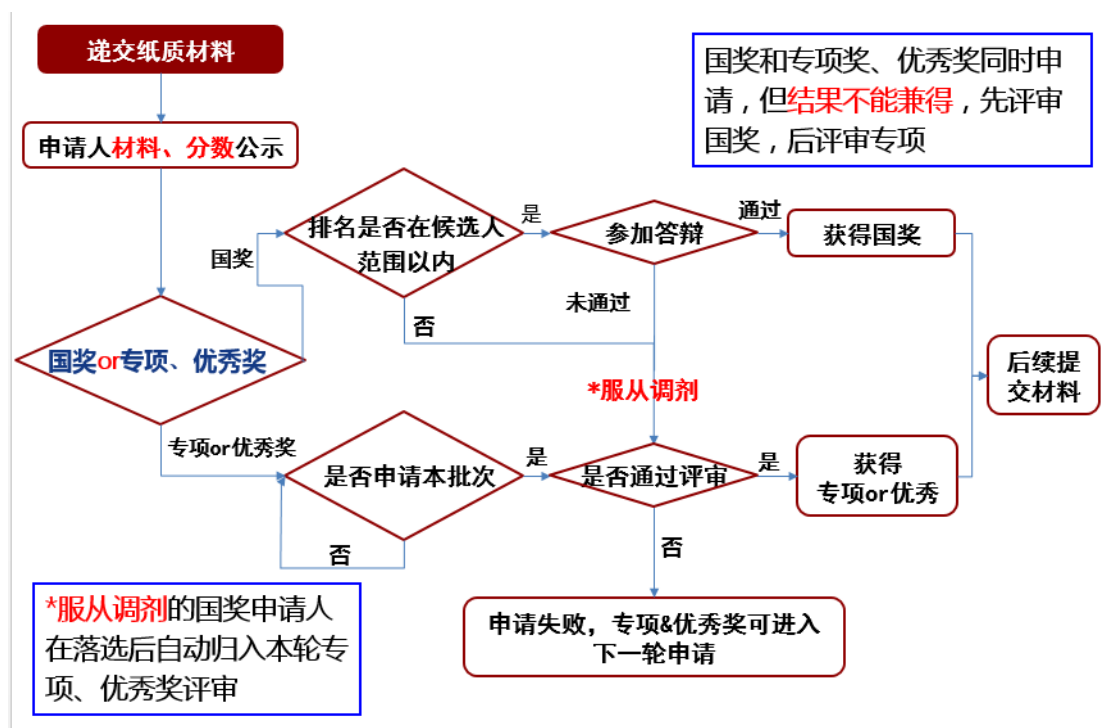 递交纸质材料
国奖和专项奖、优秀奖同时申
请，但结果不能兼得，先评审
国奖，后评审专项
申请人材料、分数公示
排名是否在候选人
范围以内
是
参加答辩
通过
获得国奖
国奖
否
未通过
国奖or专项、优秀奖
*服从调剂
后续提
交材料
专项or优秀奖
是否申请本批次
是
是否通过评审
是
获得
专项or优秀
否
否
*服从调剂的国奖申请人
在落选后自动归入本轮专
项、优秀奖评审
申请失败，专项&优秀奖可进入
下一轮申请